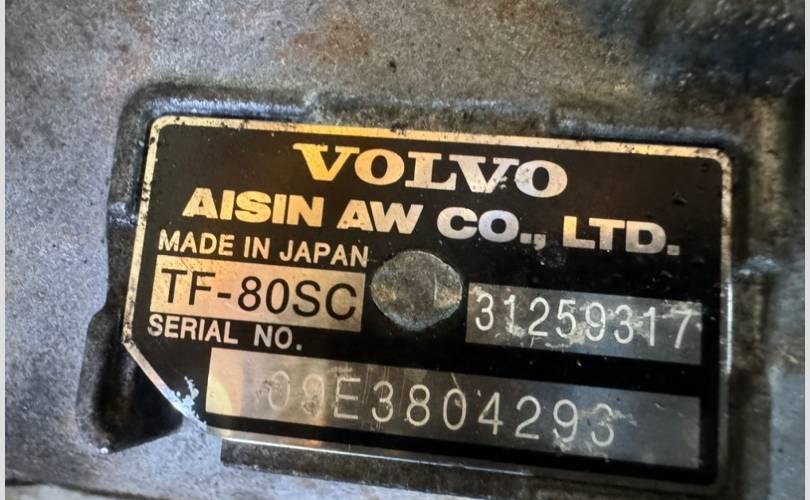 VOLVO
AISIN AW CO., LTD.
MADE IN JAPAN
TF-80SC
31259317
SERIAL NO.
09E3804293